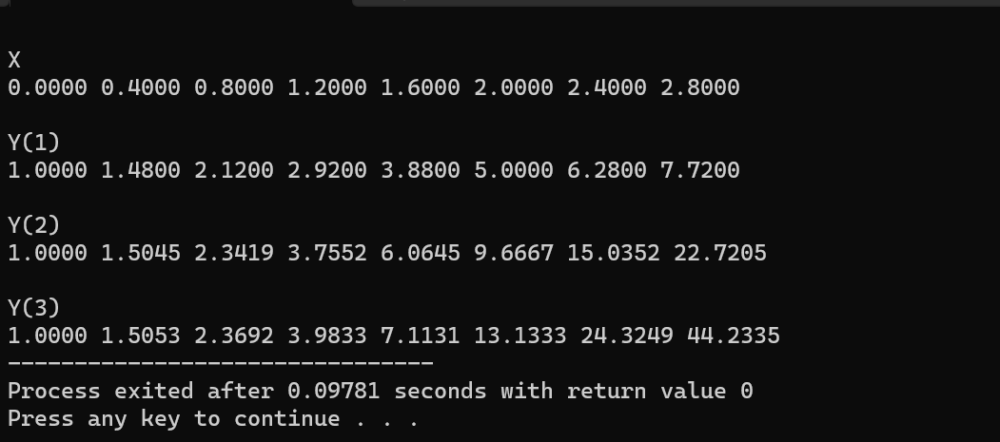 X
0.0000 0.4000 0.8000 1.2000 1.6000 2.0000 2.4000 2.8000
Y(1)
1.0000 1.4800 2.1200 2.9200 3.8800 5.0000 6.2800 7.7200
Y(2)
1.0000 1.5045 2.3419 3.7552 6.0645 9.6667 15.0352 22.7205
Y(3)
1.0000 1.5053 2.3692 3.9833 7.1131 13.1333 24.3249 44.2335
--------------------------------
Process exited after 0.09781 seconds with return value 0
Press any key to continue . . .